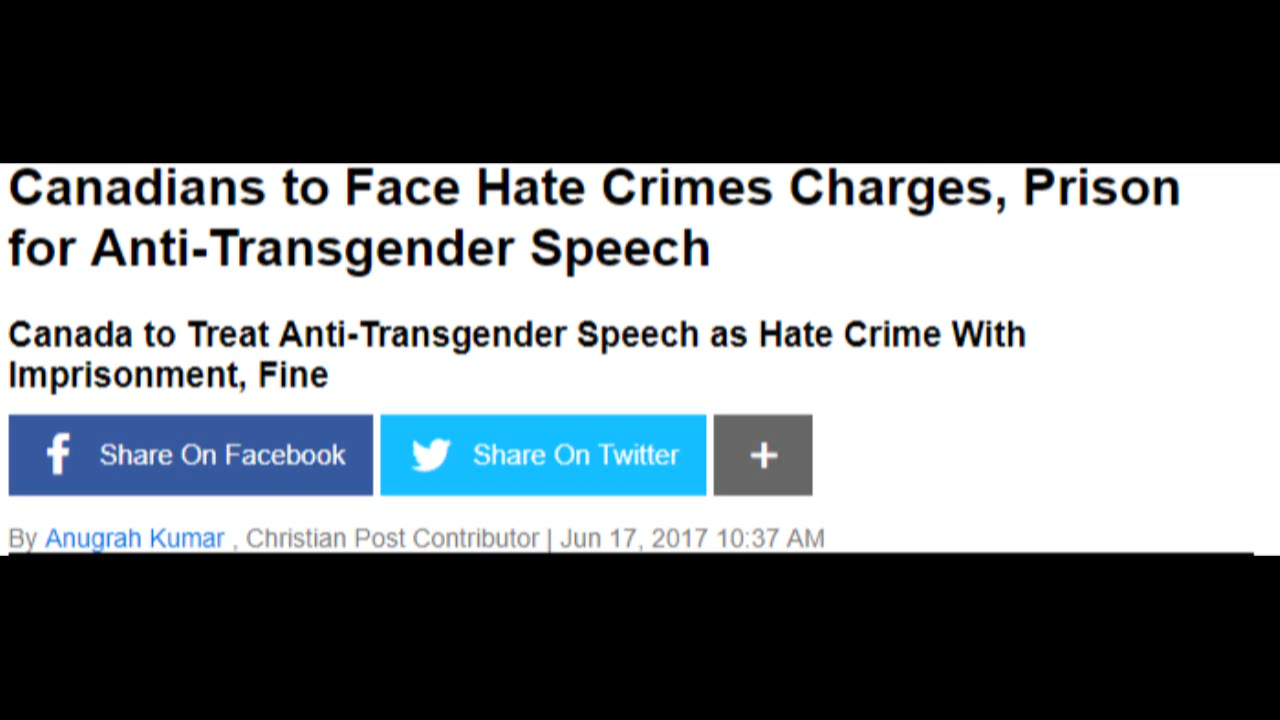 Canadians to Face Hate Crimes Charges, Prison
for Anti-Transgender Speech
Canada to Treat Anti-Transgender Speech as Hate Crime With
Imprisonment, Fine
f Share On Facebook Share On Twitter +
By Anugrah Kumar , Christian Post Contributor | Jun 17, 2017 10:37 AM